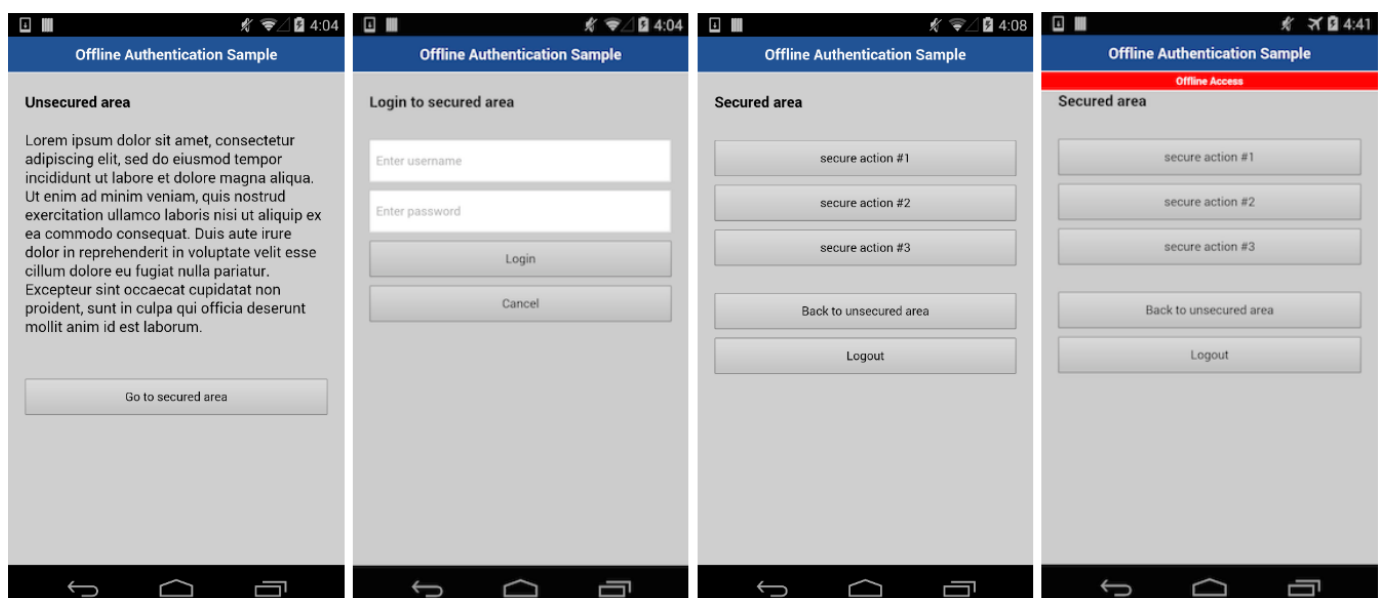 4:04
Offline Authentication Sample
Unsecured area
Lorem ipsum dolor sit amet, consectetur
adipiscing elit, sed do eiusmod tempor
incididunt ut labore et dolore magna aliqua.
Ut enim ad minim veniam, quis nostrud
exercitation ullamco laboris nisi ut aliquip ex
ea commodo consequat. Duis aute irure
dolor in reprehenderit in voluptate velit esse
cillum dolore eu fugiat nulla pariatur.
Excepteur sint occaecat cupidatat non
proident, sunt in culpa qui officia deserunt
mollit anim id est laborum.
Go to secured area
4:04
Offline Authentication Sample
Login to secured area
Enter username
Enter password
Login
Cancel
4:08
Offline Authentication Sample
Secured area
secure action #1
secure action #2
secure action #3
Back to unsecured area
Logout
4:41
Offline Authentication Sample
Offline Access
Secured area
secure action #1
secure action #2
secure action #3
Back to unsecured area
Logout